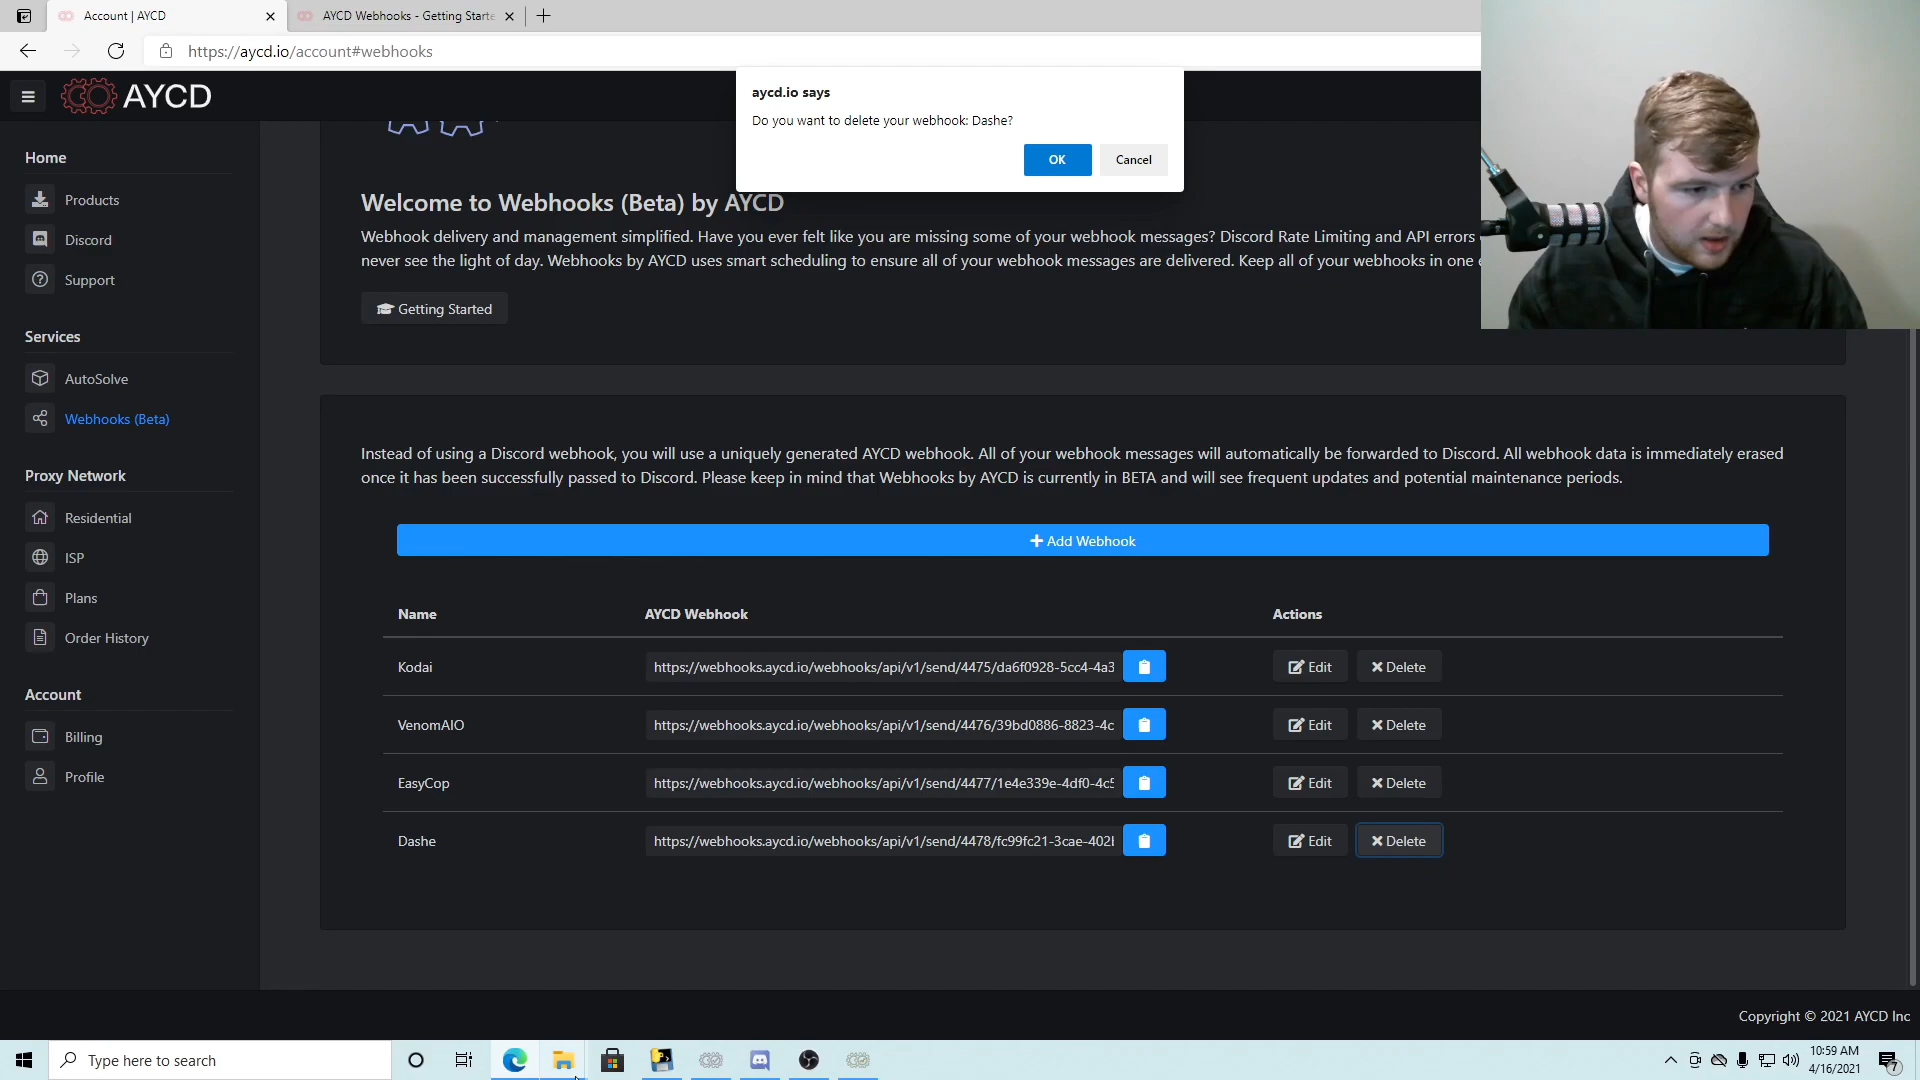 Account | AYCD
AYCD Webhooks - Getting Starte
https://aycd.io/account#webhooks
AYCD
aycd.io says
Do you want to delete your webhook: Dashe?
OK
Cancel
Home
Products
Discord
Support
Services
AutoSolve
Webhooks (Beta)
Proxy Network
Residential
ISP
Plans
Order History
Account
Billing
Profile
Welcome to Webhooks (Beta) by AYCD
Webhook delivery and management simplified. Have you ever felt like you are missing some of your webhook messages? Discord Rate Limiting and API errors
never see the light of day. Webhooks by AYCD uses smart scheduling to ensure all of your webhook messages are delivered. Keep all of your webhooks in one
Getting Started
Instead of using a Discord webhook, you will use a uniquely generated AYCD webhook. All of your webhook messages will automatically be forwarded to Discord. All webhook data is immediately erased
once it has been successfully passed to Discord. Please keep in mind that Webhooks by AYCD is currently in BETA and will see frequent updates and potential maintenance periods.
Add Webhook
Name AYCD Webhook Actions
Kodai https://webhooks.aycd.io/webhooks/api/v1/send/4475/da6f0928-5cc4-4a3 Edit Delete
VenomAIO https://webhooks.aycd.io/webhooks/api/v1/send/4476/39bd0886-8823-4c Edit Delete
EasyCop https://webhooks.aycd.io/webhooks/api/v1/send/4477/1e4e339e-4df0-4c5 Edit Delete
Dashe https://webhooks.aycd.io/webhooks/api/v1/send/4478/fc99fc21-3cae-402 Edit Delete
Copyright © 2021 AYCD Inc
Type here to search
10:59 AM
4/16/2021
7